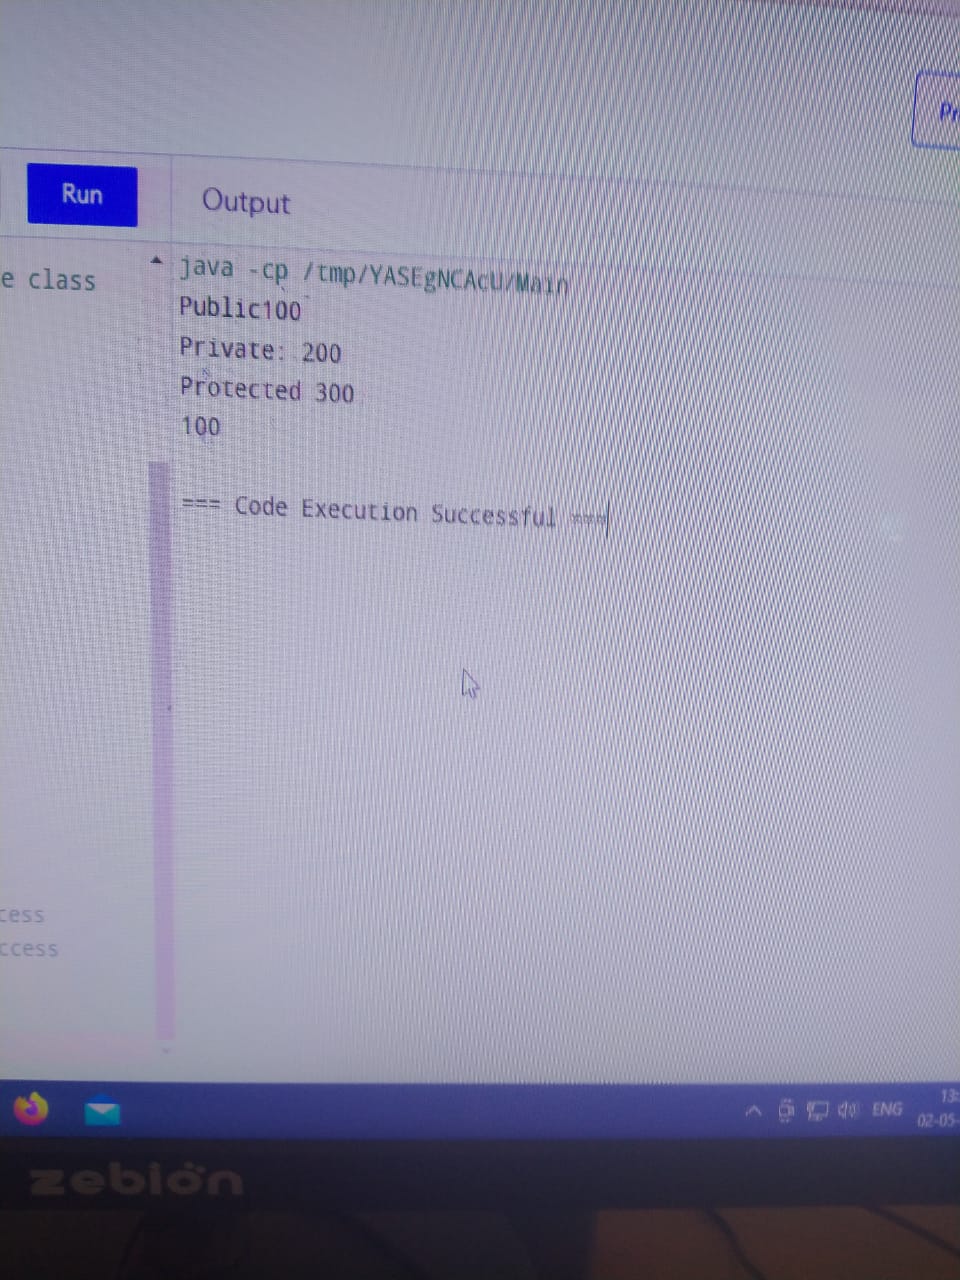 Pr
Run
Output
e class
java -cp /tmp/YASEgNCAcU/Main
Public100
Private: 200
Protected 300
100
=== Code Execution Successful ===
cess
ccess
ENG
13:
02-05-
zebion